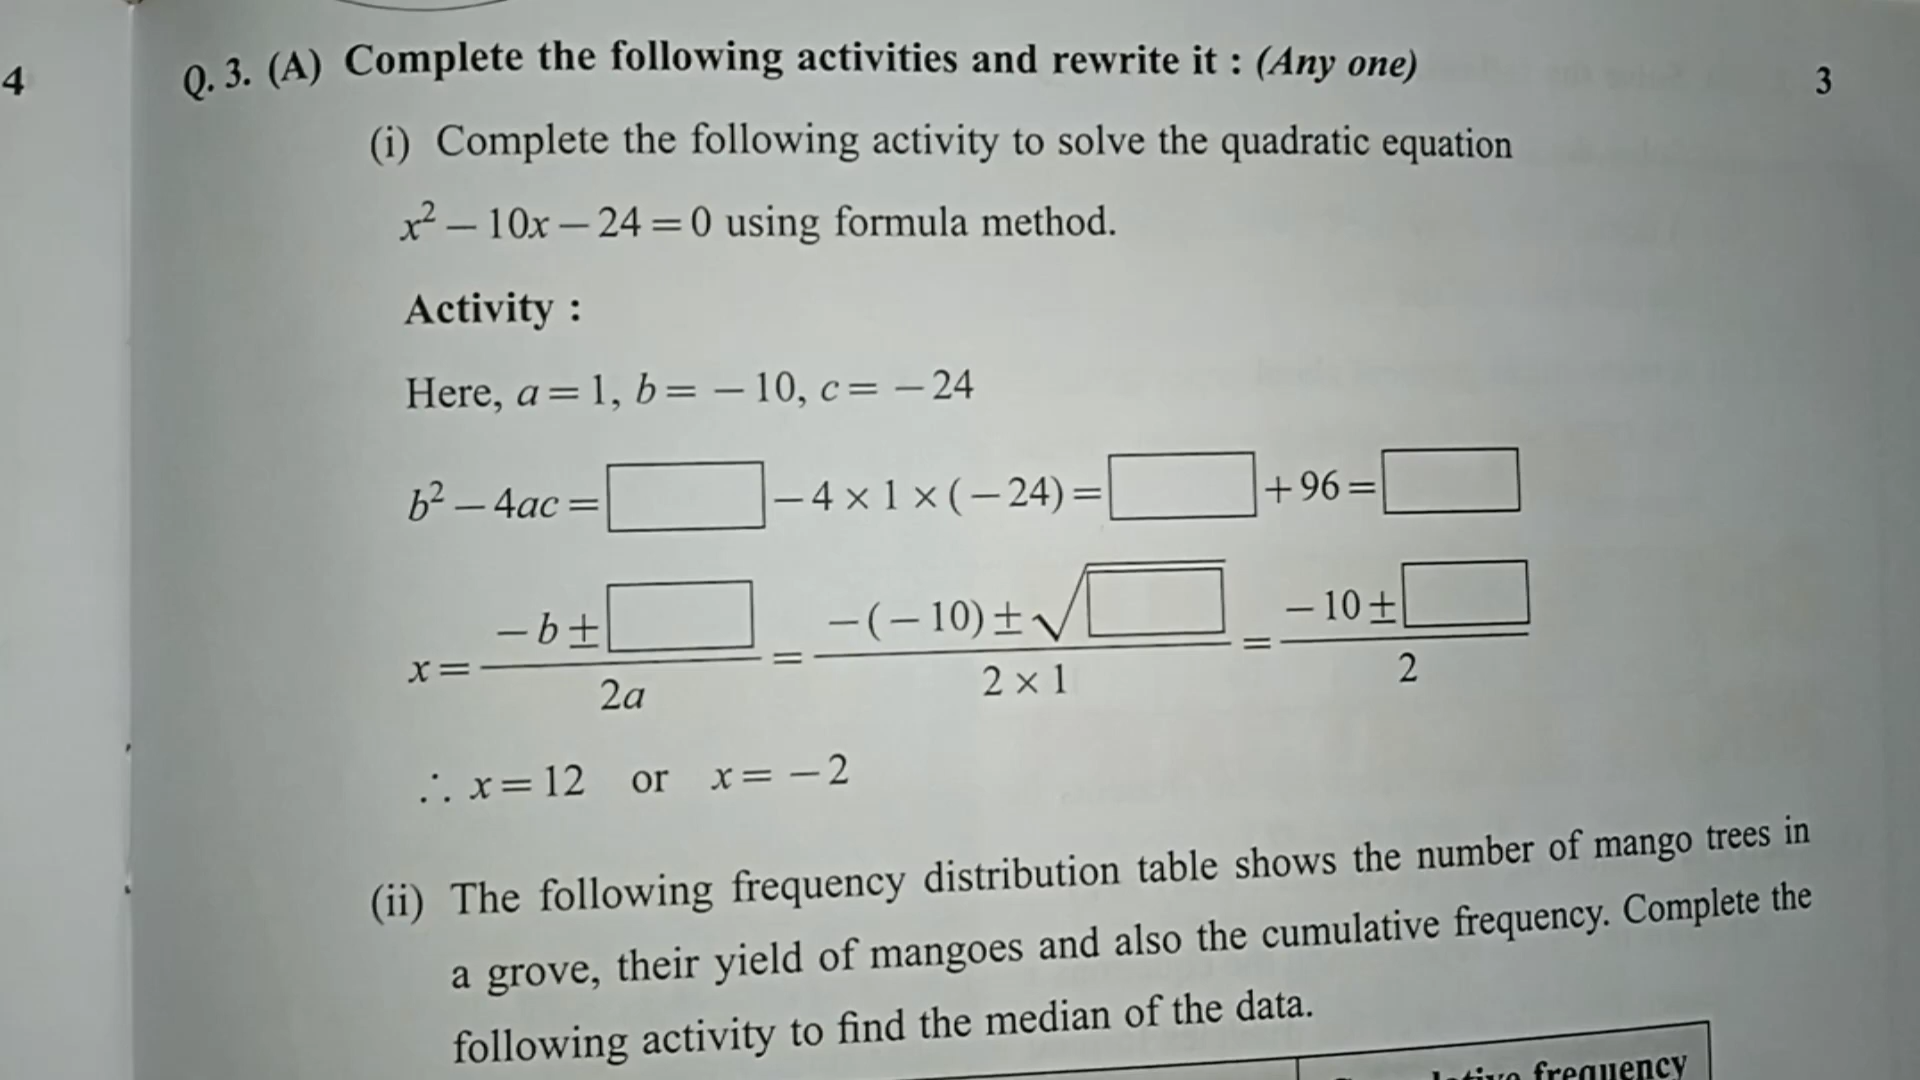 4
Q. 3. (A) Complete the following activities and rewrite it : (Any one) 3
(i) Complete the following activity to solve the quadratic equation
x² – 10x – 24 = 0 using formula method.
Activity :
Here, a = 1, b = – 10, c = – 24
b² – 4ac = □ – 4 × 1 × (– 24) = □ + 96 = □
x = (– b ± □)/2a = (– (– 10) ± √□)/(2 × 1) = (– 10 ± □)/2
∴ x = 12 or x = – 2
(ii) The following frequency distribution table shows the number of mango trees in
a grove, their yield of mangoes and also the cumulative frequency. Complete the
following activity to find the median of the data.
frequency